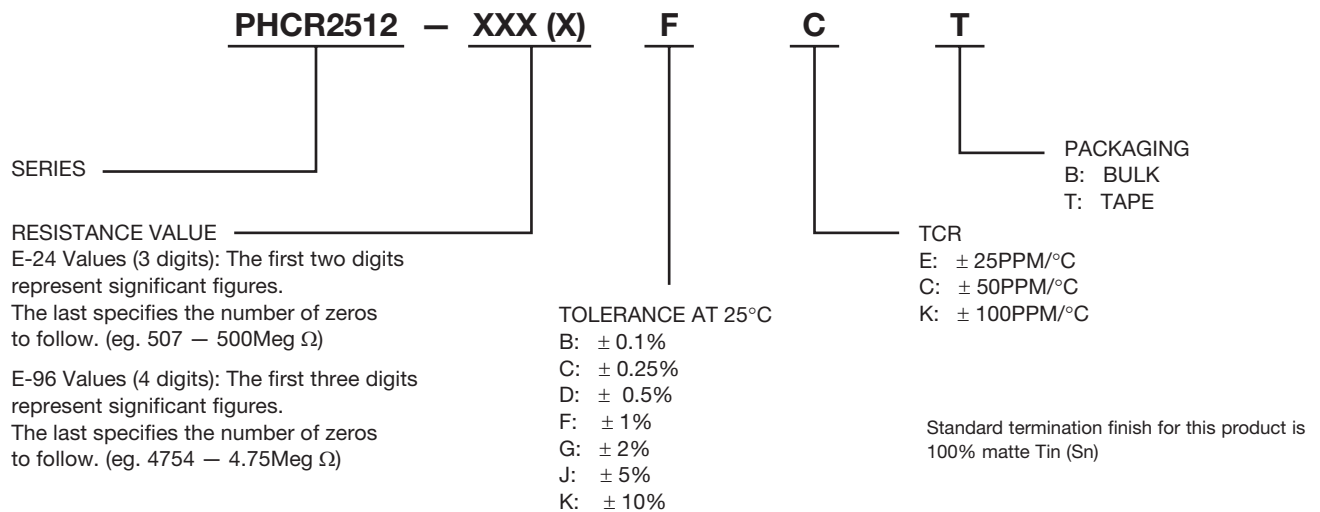 PHCR2512 — XXX (X) F C T
SERIES
RESISTANCE VALUE
E-24 Values (3 digits): The first two digits
represent significant figures.
The last specifies the number of zeros
to follow. (eg. 507 — 500Meg Ω)
E-96 Values (4 digits): The first three digits
represent significant figures.
The last specifies the number of zeros
to follow. (eg. 4754 — 4.75Meg Ω)
TOLERANCE AT 25°C
B: ± 0.1%
C: ± 0.25%
D: ± 0.5%
F: ± 1%
G: ± 2%
J: ± 5%
K: ± 10%
TCR
E: ± 25PPM/°C
C: ± 50PPM/°C
K: ± 100PPM/°C
PACKAGING
B: BULK
T: TAPE
Standard termination finish for this product is
100% matte Tin (Sn)